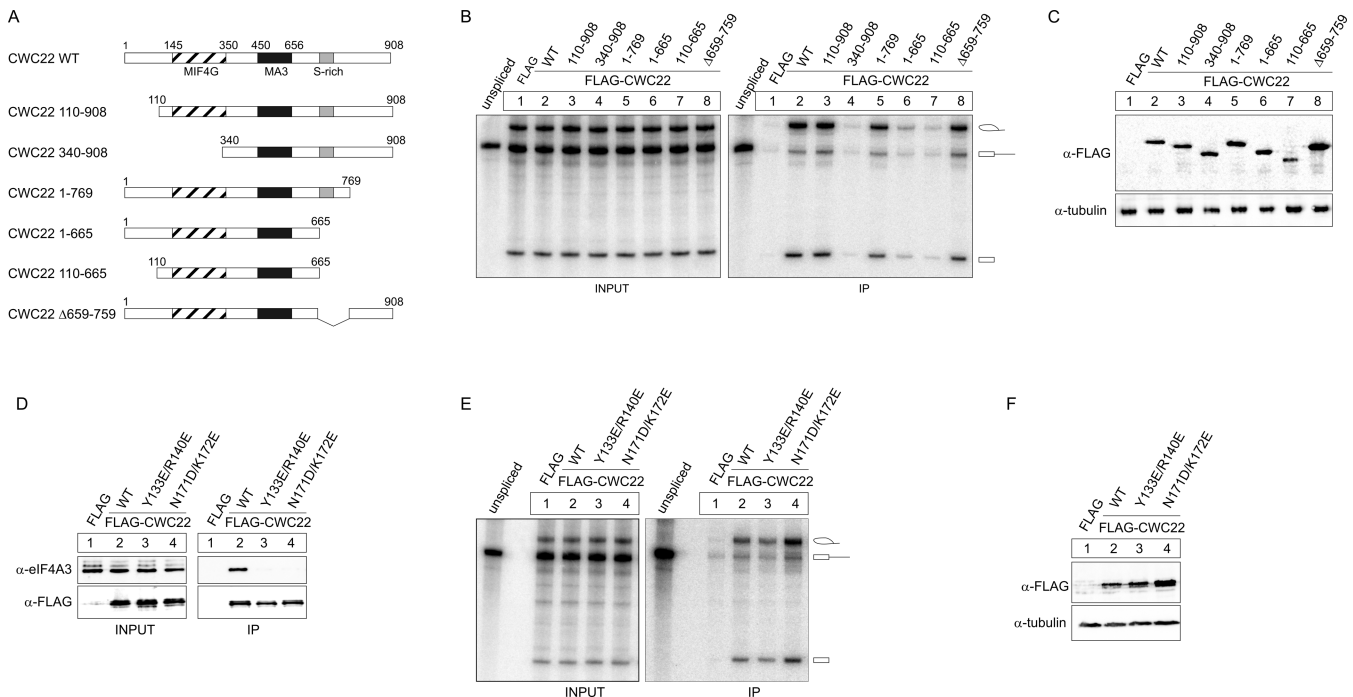 A
1 145 350 450 656 908
CWC22 WT
MIF4G MA3 S-rich
110 908
CWC22 110-908
340 908
CWC22 340-908
1 769
CWC22 1-769
1 665
CWC22 1-665
110 665
CWC22 110-665
1 908
CWC22 Δ659-759
B
unspliced FLAG WT 110-908 340-908 1-769 1-665 110-665 Δ659-759
FLAG-CWC22
1 2 3 4 5 6 7 8
INPUT
unspliced FLAG WT 110-908 340-908 1-769 1-665 110-665 Δ659-759
FLAG-CWC22
1 2 3 4 5 6 7 8
IP
C
FLAG WT 110-908 340-908 1-769 1-665 110-665 Δ659-759
FLAG-CWC22
1 2 3 4 5 6 7 8
α-FLAG
α-tubulin
D
FLAG WT Y133E/R140E N171D/K172E
FLAG-CWC22
1 2 3 4
FLAG WT Y133E/R140E N171D/K172E
FLAG-CWC22
1 2 3 4
α-eIF4A3
α-FLAG
INPUT IP
E
unspliced FLAG WT Y133E/R140E N171D/K172E
FLAG-CWC22
1 2 3 4
INPUT
unspliced FLAG WT Y133E/R140E N171D/K172E
FLAG-CWC22
1 2 3 4
IP
F
FLAG WT Y133E/R140E N171D/K172E
FLAG-CWC22
1 2 3 4
α-FLAG
α-tubulin